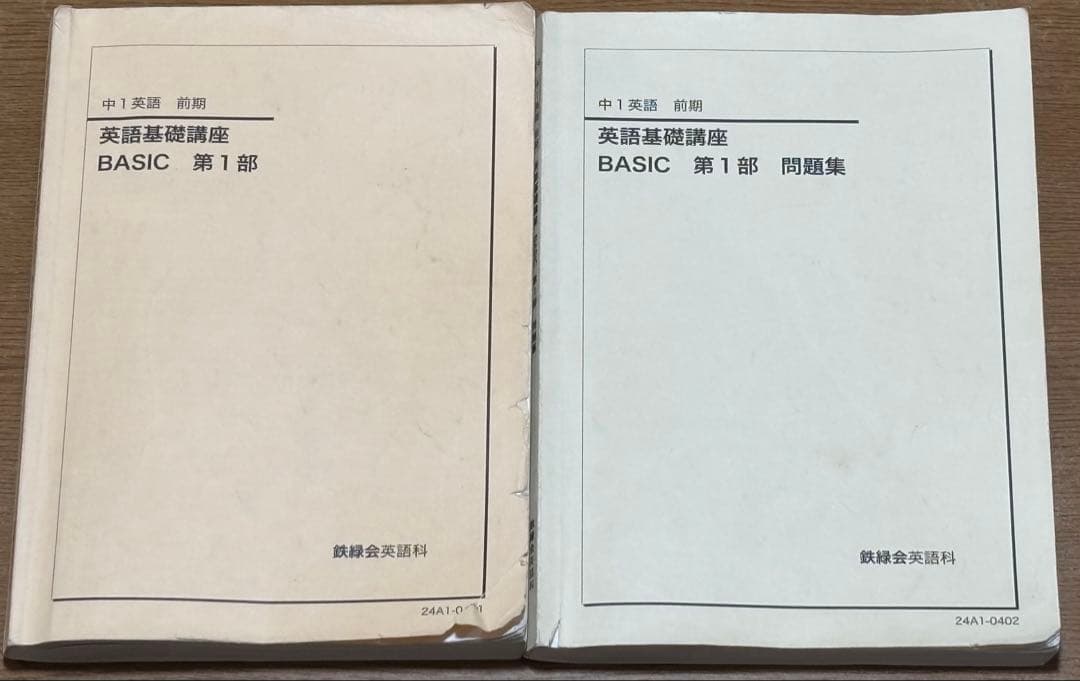 中1英語 前期
英語基礎講座
BASIC 第1部
鉄緑会英語科
中1英語 前期
英語基礎講座
BASIC 第1部 問題集
鉄緑会英語科
24A1-0402